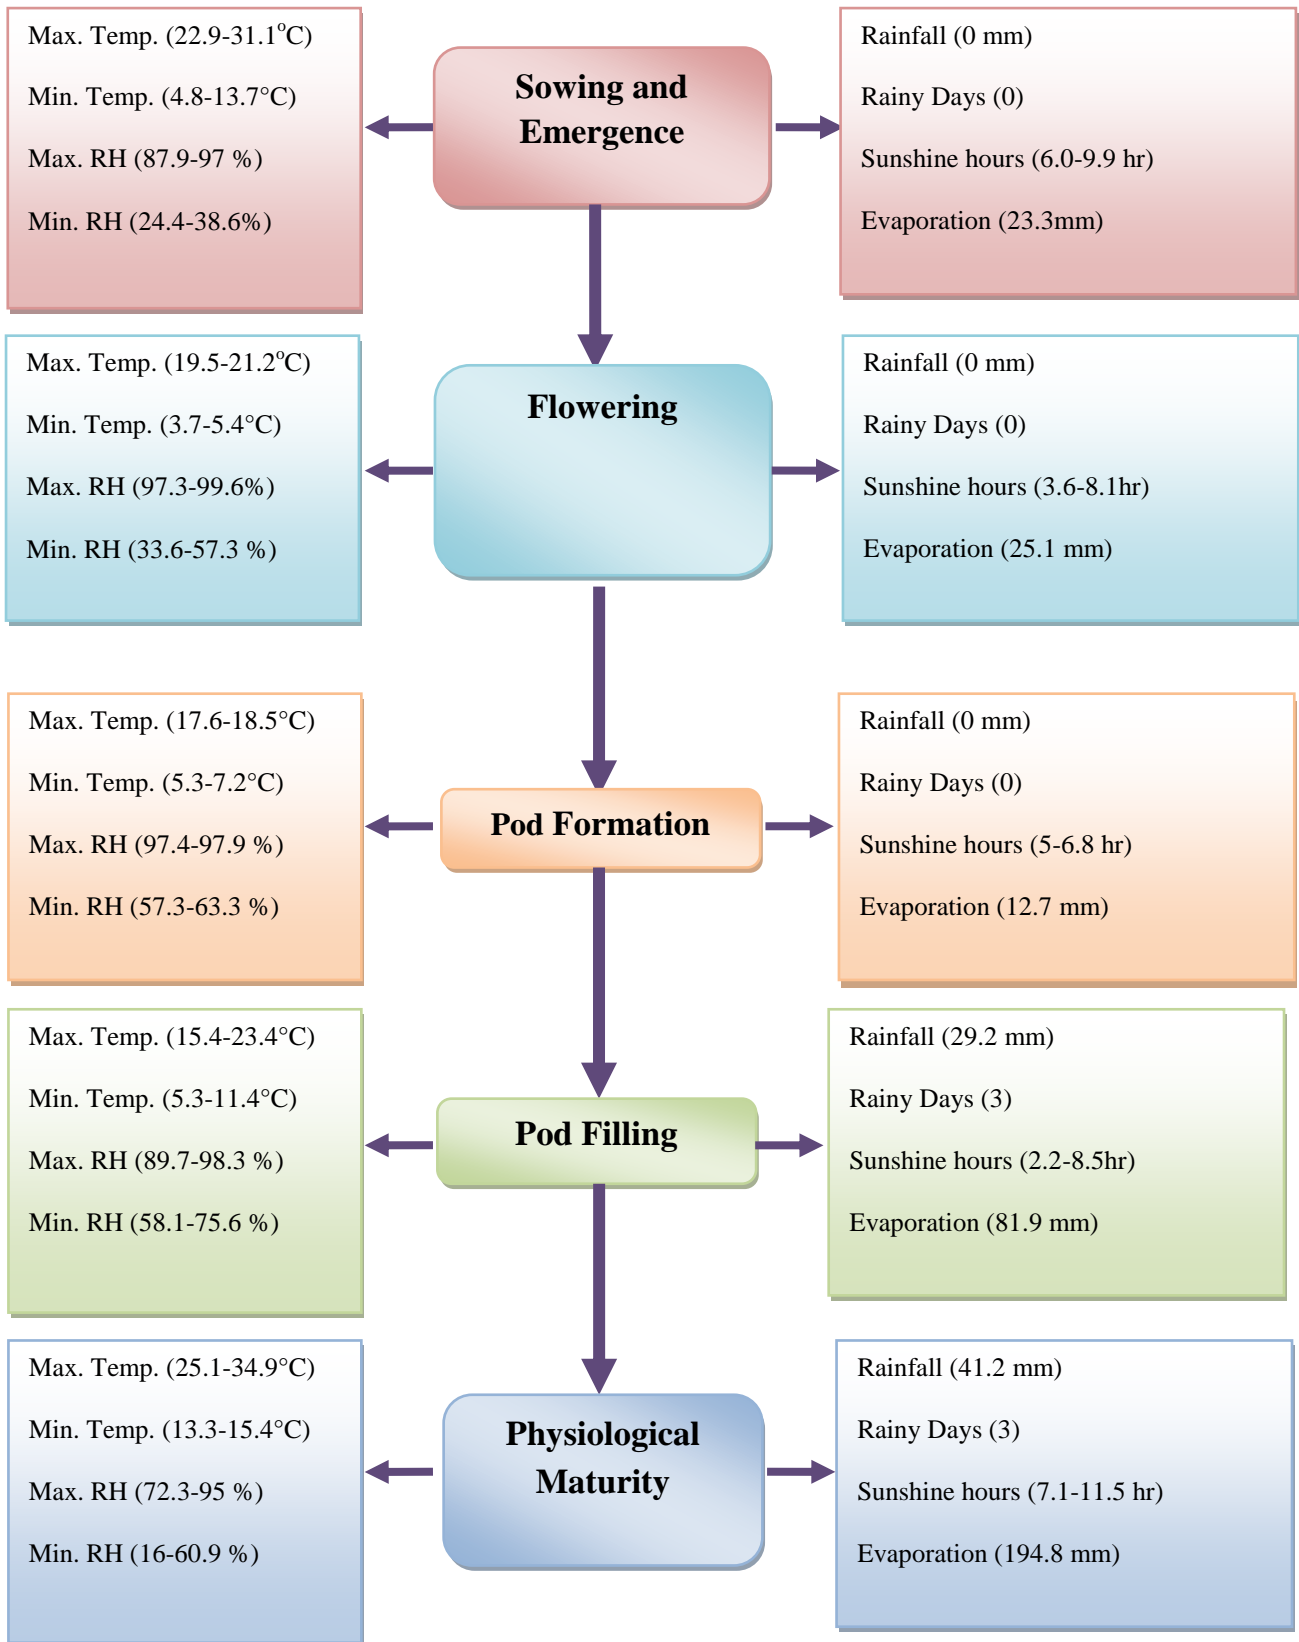 Max. Temp. (22.9-31.1°C)
Min. Temp. (4.8-13.7°C)
Max. RH (87.9-97 %)
Min. RH (24.4-38.6%)
Sowing and
Emergence
Rainfall (0 mm)
Rainy Days (0)
Sunshine hours (6.0-9.9 hr)
Evaporation (23.3mm)
Max. Temp. (19.5-21.2°C)
Min. Temp. (3.7-5.4°C)
Max. RH (97.3-99.6%)
Min. RH (33.6-57.3 %)
Flowering
Rainfall (0 mm)
Rainy Days (0)
Sunshine hours (3.6-8.1hr)
Evaporation (25.1 mm)
Max. Temp. (17.6-18.5°C)
Min. Temp. (5.3-7.2°C)
Max. RH (97.4-97.9 %)
Min. RH (57.3-63.3 %)
Pod Formation
Rainfall (0 mm)
Rainy Days (0)
Sunshine hours (5-6.8 hr)
Evaporation (12.7 mm)
Max. Temp. (15.4-23.4°C)
Min. Temp. (5.3-11.4°C)
Max. RH (89.7-98.3 %)
Min. RH (58.1-75.6 %)
Pod Filling
Rainfall (29.2 mm)
Rainy Days (3)
Sunshine hours (2.2-8.5hr)
Evaporation (81.9 mm)
Max. Temp. (25.1-34.9°C)
Min. Temp. (13.3-15.4°C)
Max. RH (72.3-95 %)
Min. RH (16-60.9 %)
Physiological
Maturity
Rainfall (41.2 mm)
Rainy Days (3)
Sunshine hours (7.1-11.5 hr)
Evaporation (194.8 mm)